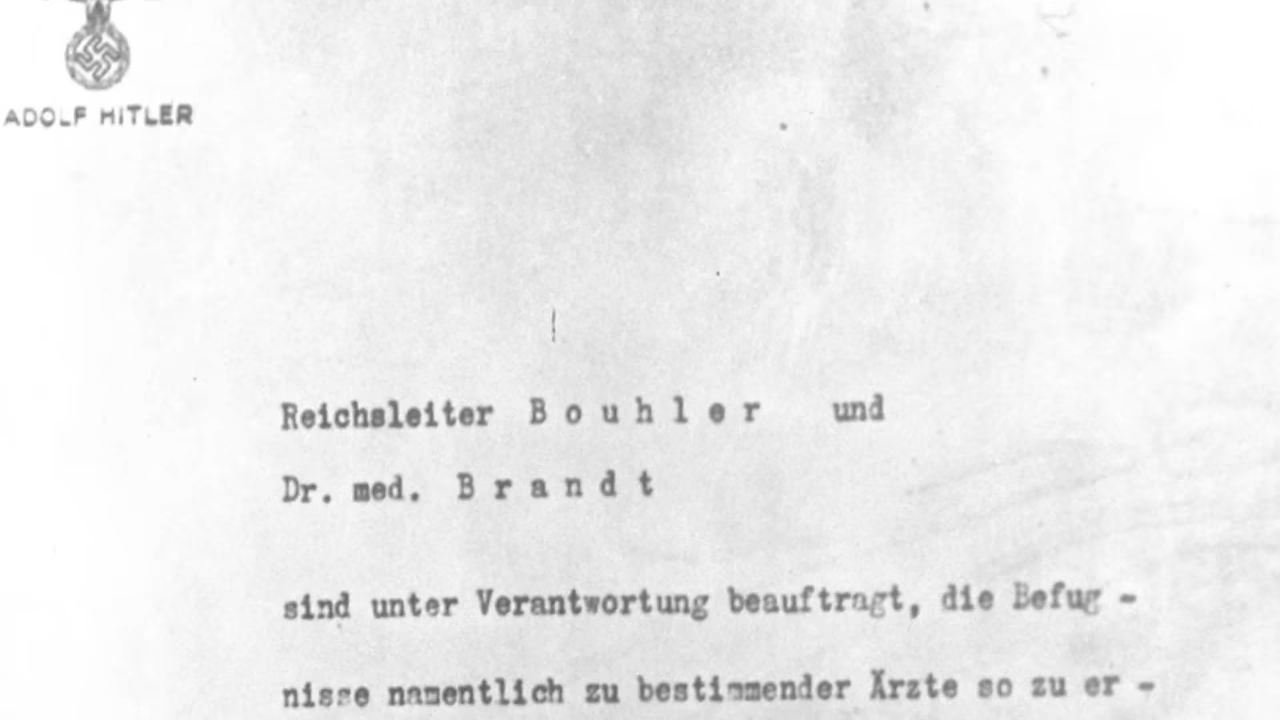 ADOLF HITLER
Reichsleiter B o u h l e r und
Dr. med. B r a n d t
sind unter Verantwortung beauftragt, die Befug -
nisse namentlich zu bestimmender Ärzte so zu er -